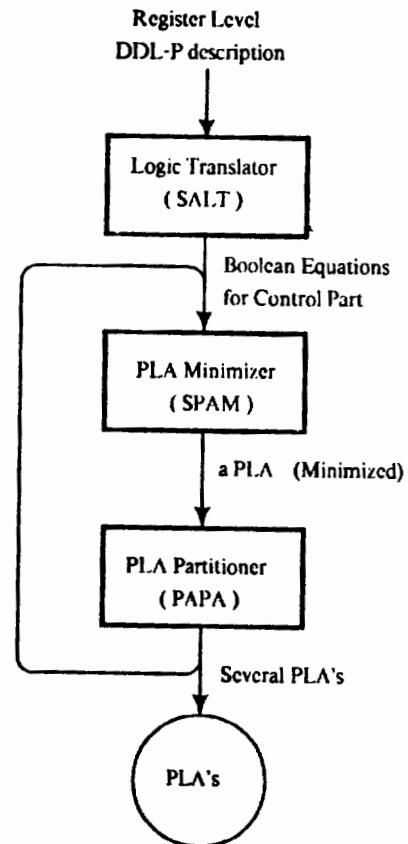 Register Level
DDL-P description
Logic Translator
( SALT )
Boolean Equations
for Control Part
PLA Minimizer
( SPAM )
a PLA (Minimized)
PLA Partitioner
( PAPA )
Several PLA's
PLA's